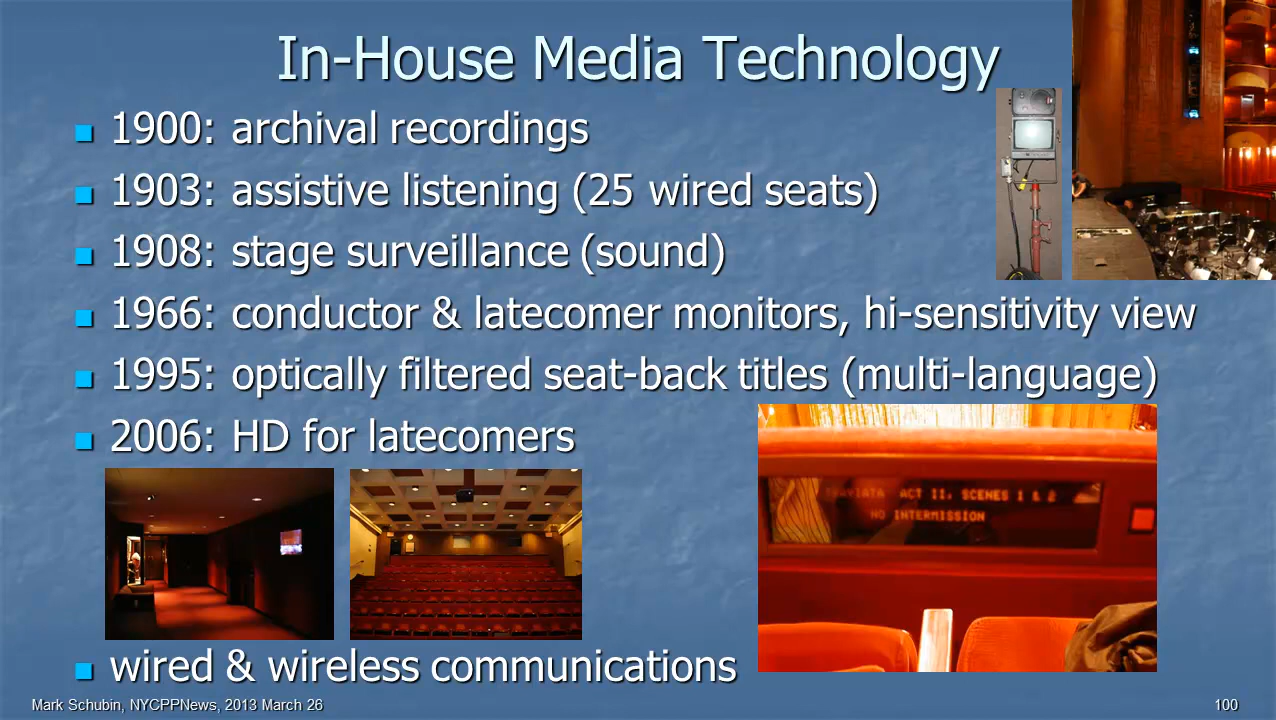 In-House Media Technology
1900: archival recordings
1903: assistive listening (25 wired seats)
1908: stage surveillance (sound)
1966: conductor & latecomer monitors, hi-sensitivity view
1995: optically filtered seat-back titles (multi-language)
2006: HD for latecomers
TRAVIATA ACT II, SCENES 1 & 2
NO INTERMISSION
wired & wireless communications
Mark Schubin, NYCPPNews, 2013 March 26
100